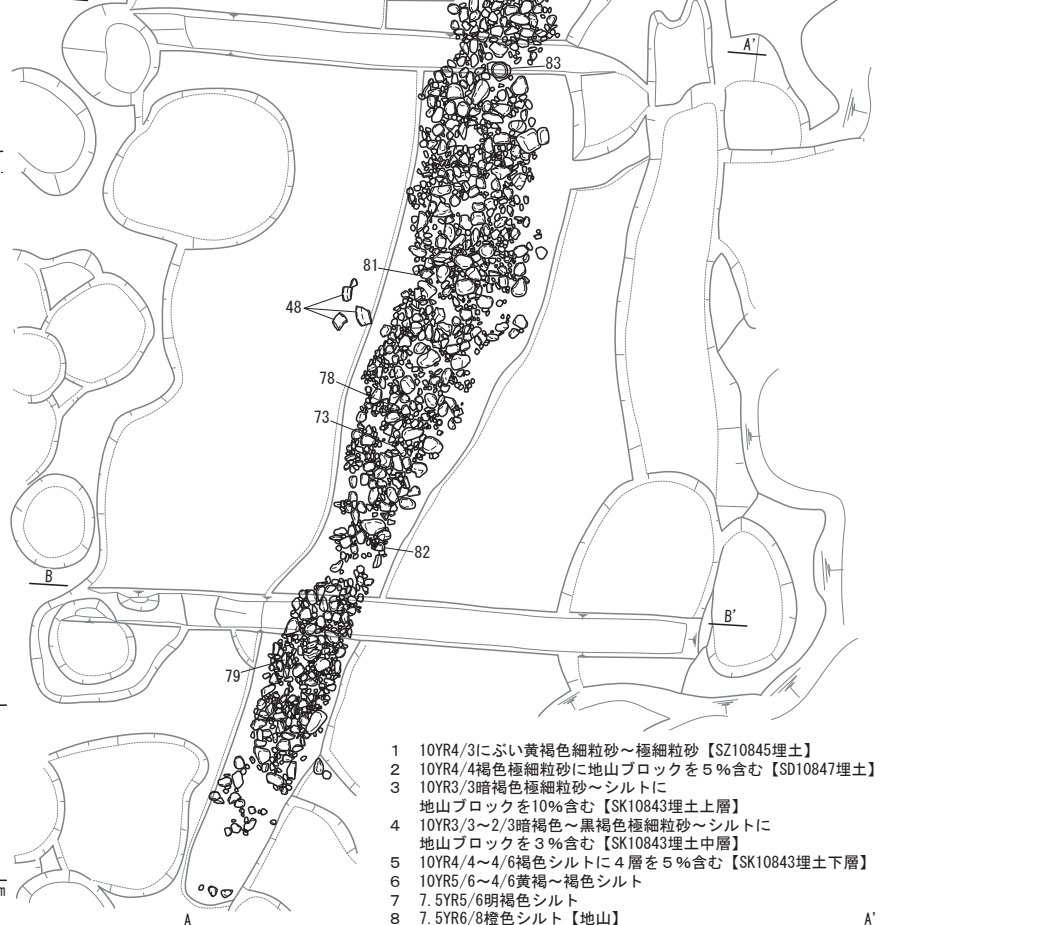 A'
83
81
48
78
73
82
B
B'
79
1 10YR4/3にぶい黄褐色細粒砂～極細粒砂【SZ10845埋土】
2 10YR4/4褐色極細粒砂に地山ブロックを５%含む【SD10847埋土】
3 10YR3/3暗褐色極細粒砂～シルトに
地山ブロックを10%含む【SK10843埋土上層】
4 10YR3/3～2/3暗褐色～黒褐色極細粒砂～シルトに
地山ブロックを３%含む【SK10843埋土中層】
5 10YR4/4～4/6褐色シルトに４層を５%含む【SK10843埋土下層】
6 10YR5/6～4/6黄褐～褐色シルト
7 7.5YR5/6明褐色シルト
8 7.5YR6/8橙色シルト【地山】
m
A
A'